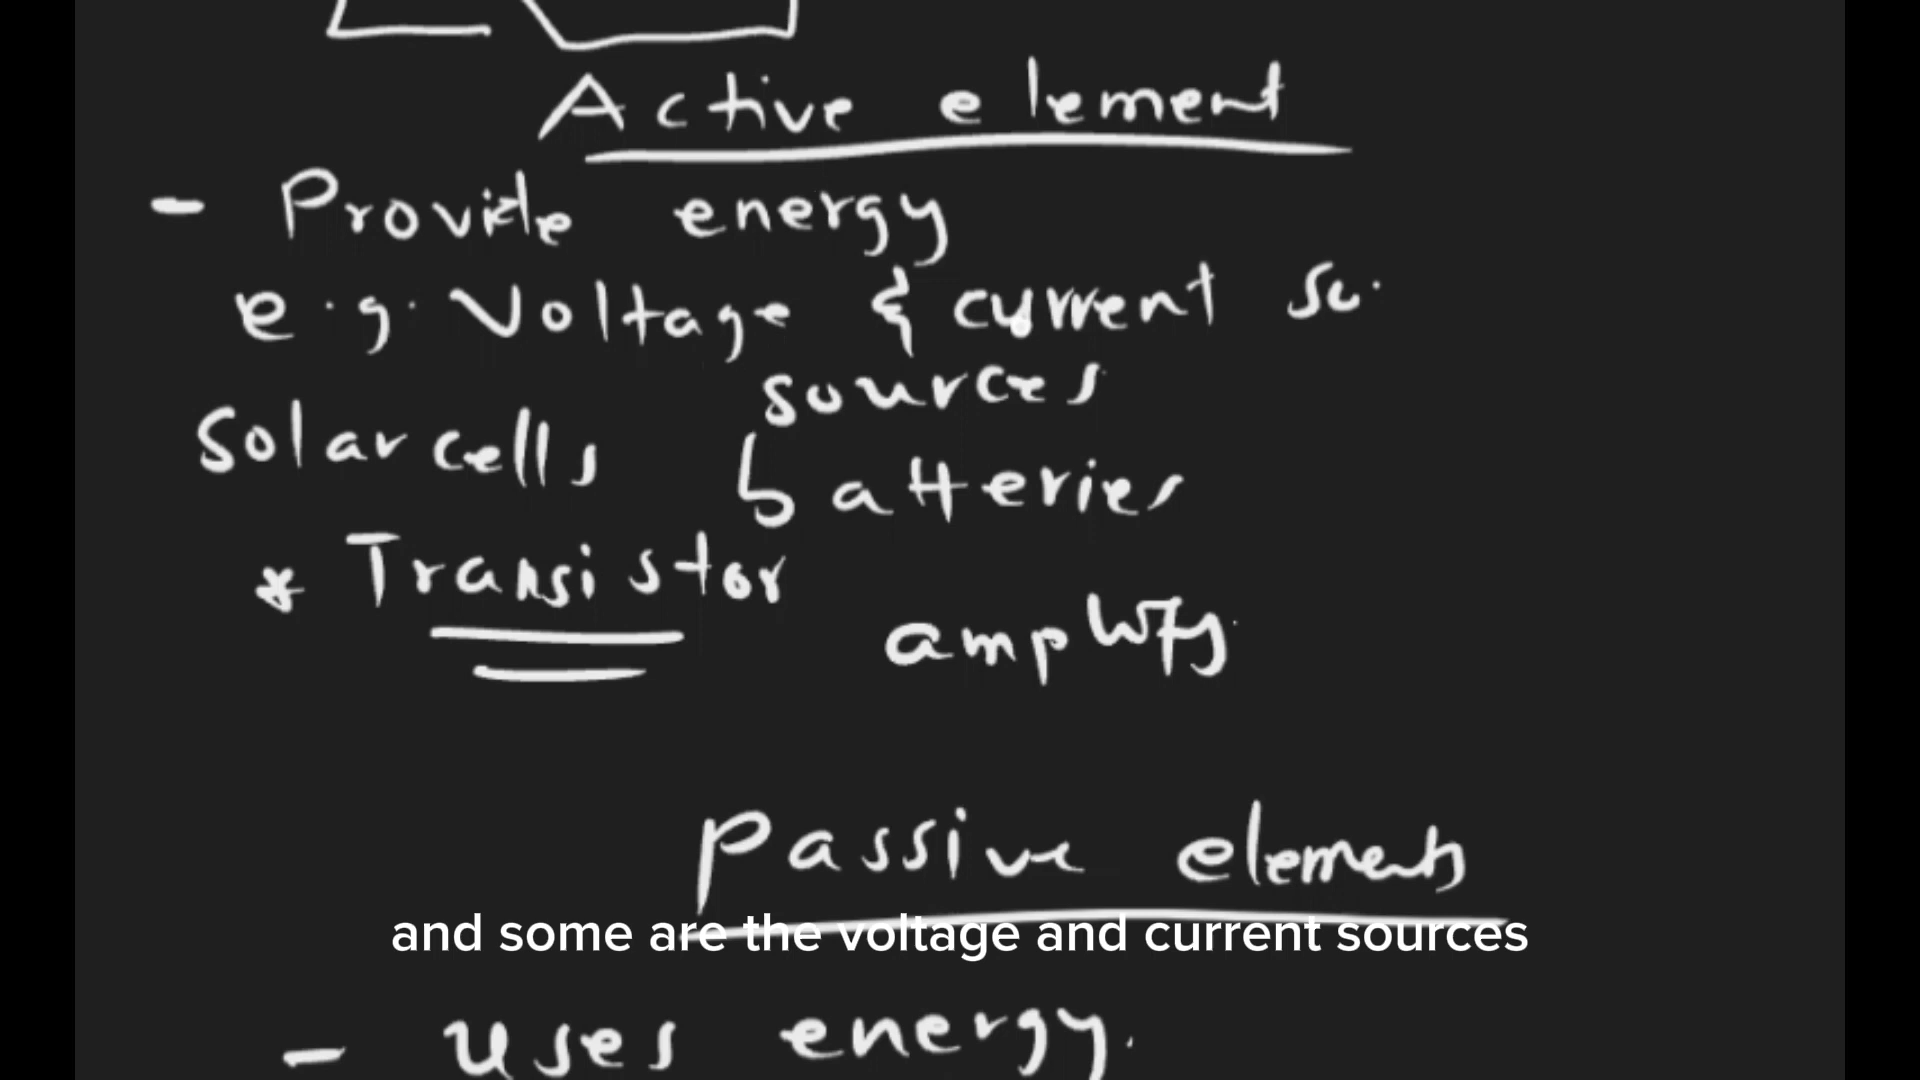 Active element
- Provide energy
e.g. Voltage & current so.
sources
Solar cells batteries
* Transistor
amplify.
Passive elements
and some are the voltage and current sources
- uses energy.